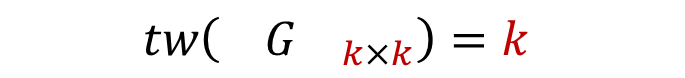 tw( G k×k) = k